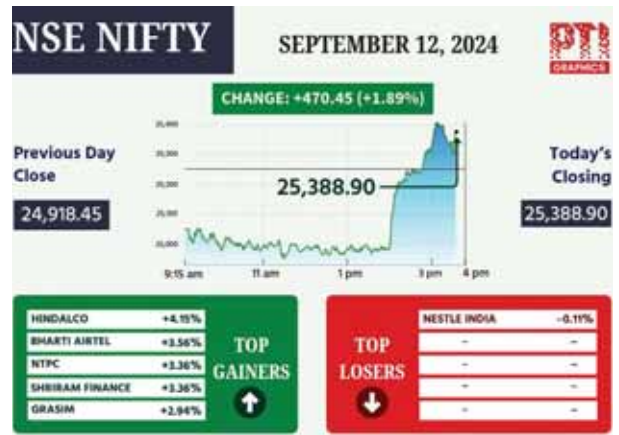 NSE NIFTY
SEPTEMBER 12, 2024
PTI
GRAPHICS
CHANGE: +470.45 (+1.89%)
Previous Day
Close
24,918.45
25,388.90
Today's
Closing
25,388.90
9:15 am 11 am 1 pm 3 pm 4 pm
HINDALCO +4.15%
BHARTI AIRTEL +3.56%
NTPC +3.36%
SHRIRAM FINANCE +3.36%
GRASIM +2.94%
TOP
GAINERS
TOP
LOSERS
NESTLE INDIA -0.11%
- -
- -
- -
- -